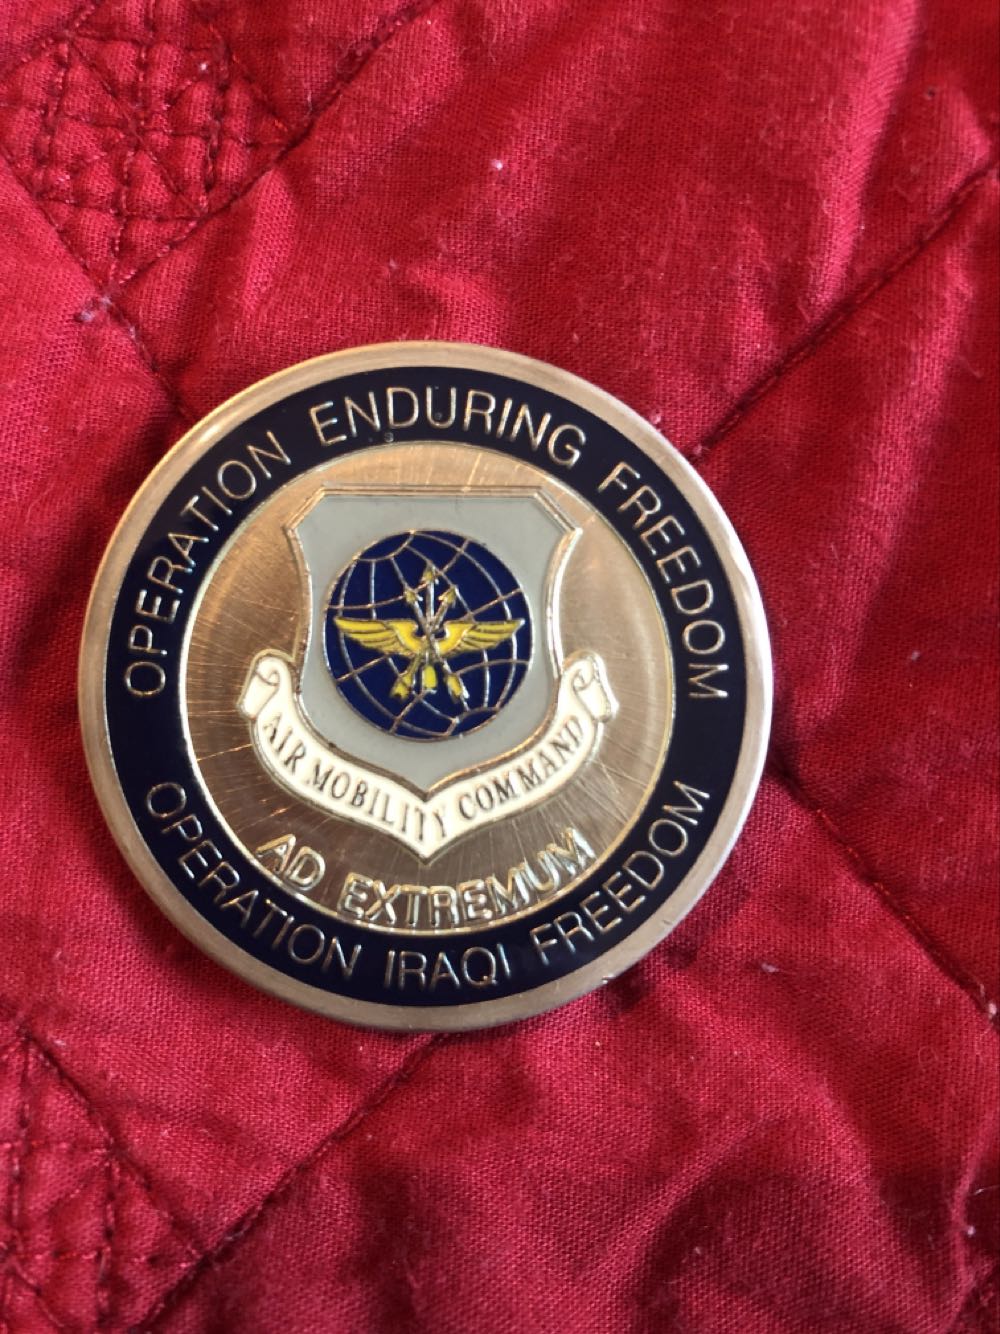 OPERATION ENDURING FREEDOM
AIR MOBILITY COMMAND
AD EXTREMUM
OPERATION IRAQI FREEDOM